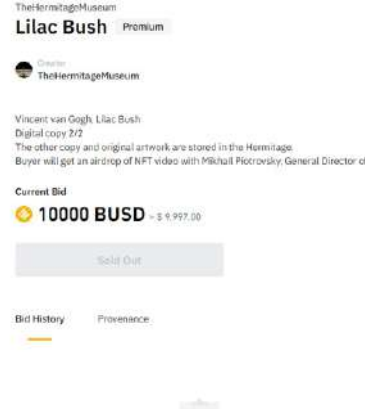 TheHermitageMuseum
Lilac Bush Premium
Creator
TheHermitageMuseum
Vincent van Gogh, Lilac Bush
Digital copy 2/2
The other copy and original artwork are stored in the Hermitage.
Buyer will get an airdrop of NFT video with Mikhail Piotrovsky, General Director of
Current Bid
10000 BUSD ≈ $ 9,997.00
Sold Out
Bid History Provenance